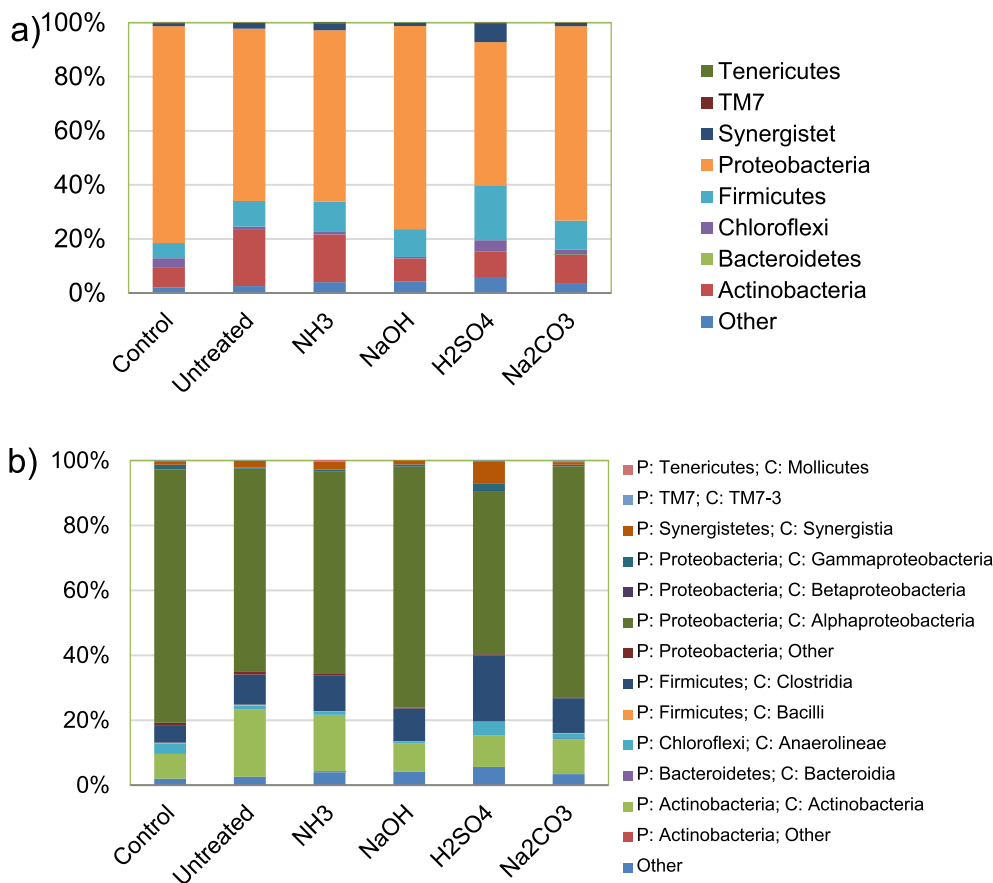 a)
100%
80%
60%
40%
20%
0%
Control
Untreated
NH3
NaOH
H2SO4
Na2CO3
Tenericutes
TM7
Synergistet
Proteobacteria
Firmicutes
Chloroflexi
Bacteroidetes
Actinobacteria
Other
b)
100%
80%
60%
40%
20%
0%
Control
Untreated
NH3
NaOH
H2SO4
Na2CO3
P: Tenericutes; C: Mollicutes
P: TM7; C: TM7-3
P: Synergistetes; C: Synergistia
P: Proteobacteria; C: Gammaproteobacteria
P: Proteobacteria; C: Betaproteobacteria
P: Proteobacteria; C: Alphaproteobacteria
P: Proteobacteria; Other
P: Firmicutes; C: Clostridia
P: Firmicutes; C: Bacilli
P: Chloroflexi; C: Anaerolineae
P: Bacteroidetes; C: Bacteroidia
P: Actinobacteria; C: Actinobacteria
P: Actinobacteria; Other
Other